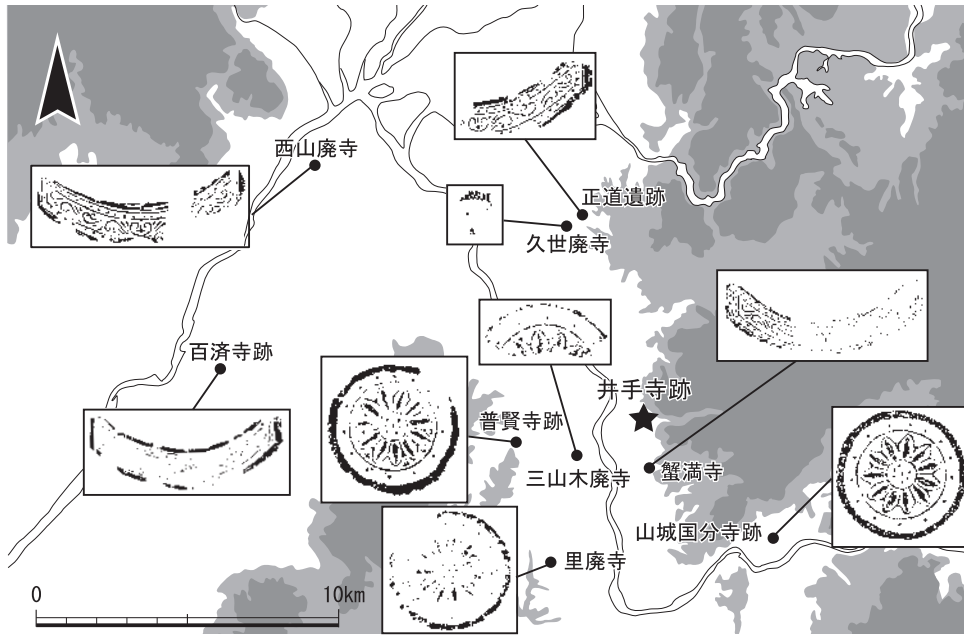 西山廃寺
正道遺跡
久世廃寺
百済寺跡
井手寺跡
普賢寺跡
三山木廃寺
蟹満寺
山城国分寺跡
里廃寺
0 10km